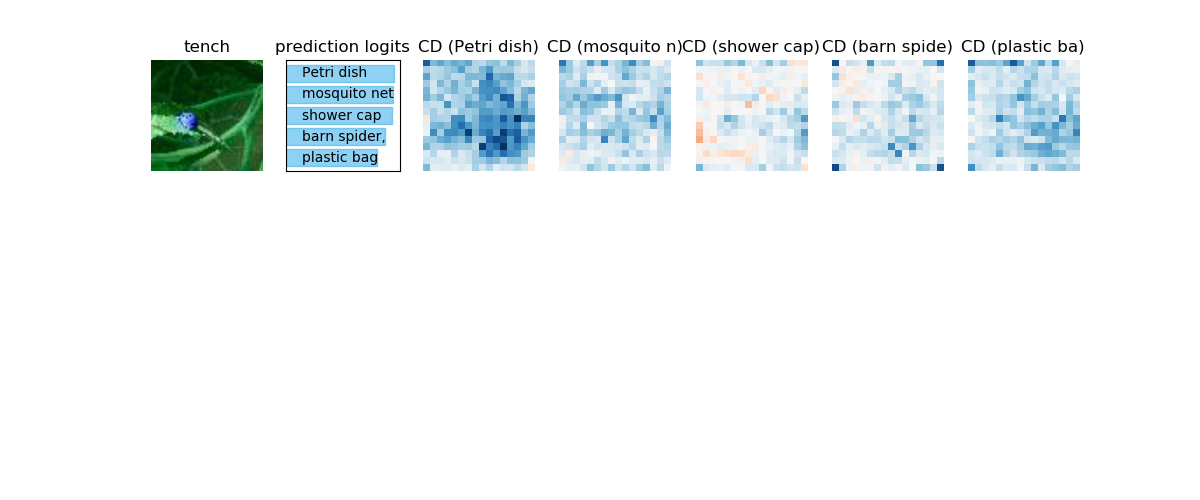 tench
prediction logits
CD (Petri dish)
CD (mosquito n)
CD (shower cap)
CD (barn spide)
CD (plastic ba)
Petri dish
mosquito net
shower cap
barn spider,
plastic bag